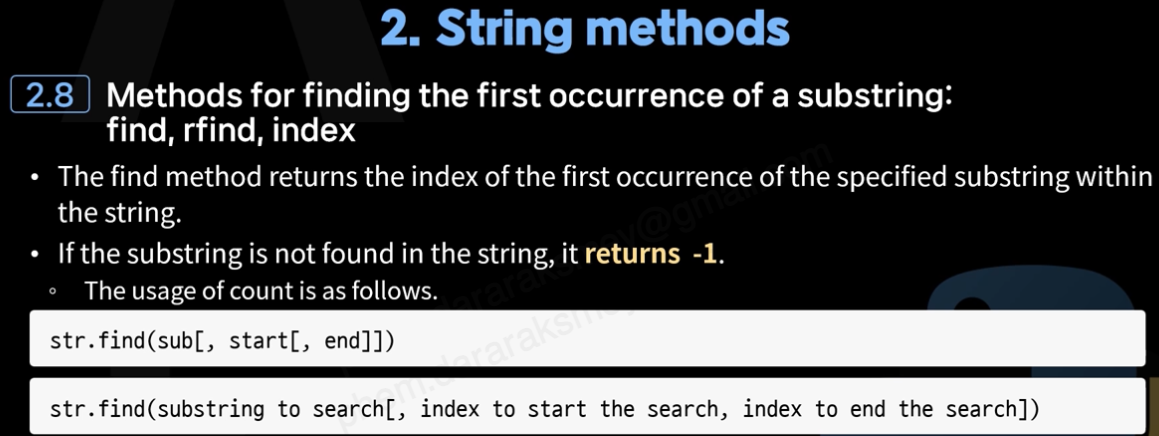 2. String methods
2.8 Methods for finding the first occurrence of a substring:
find, rfind, index
• The find method returns the index of the first occurrence of the specified substring within
the string.
• If the substring is not found in the string, it returns -1.
◦ The usage of count is as follows.
str.find(sub[, start[, end]])
str.find(substring to search[, index to start the search, index to end the search])